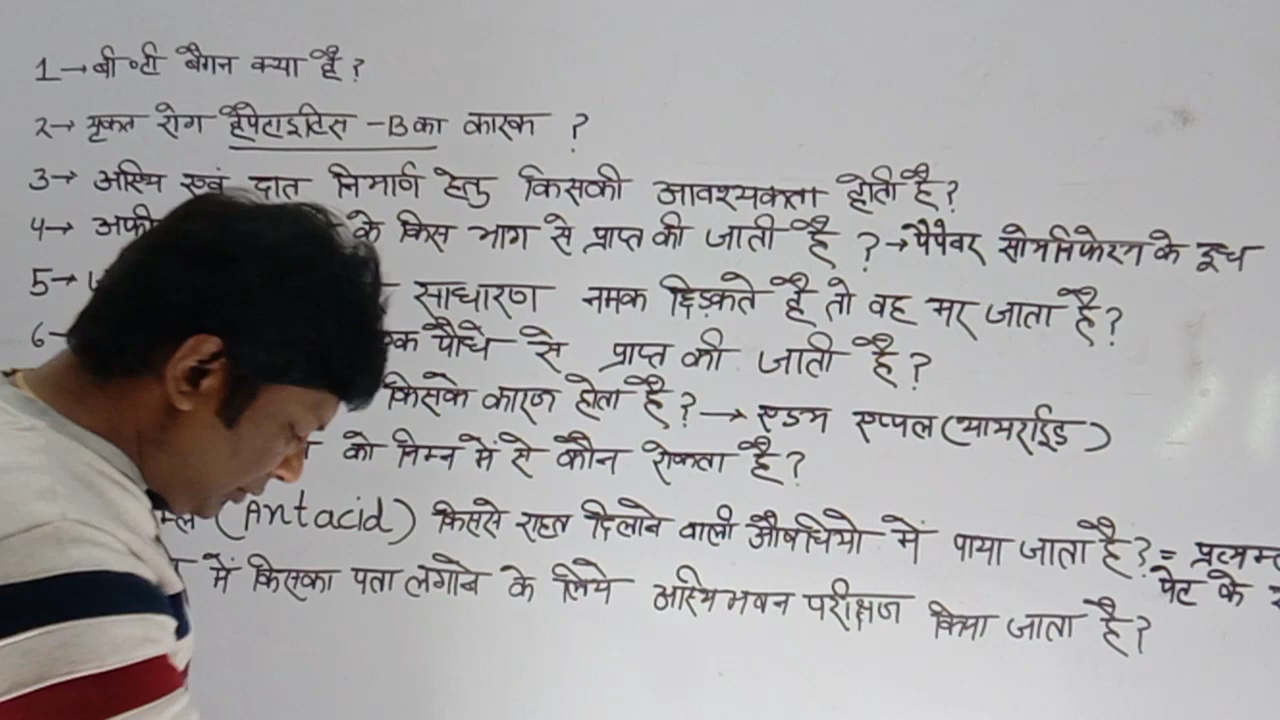 1→ बी०टी बैगन क्या है?
2→ यकृत रोग हैपेटाइटिस -B का कारक ?
3→ अस्थि एवं दात निर्माण हेतु किसकी आवश्यकता होती है?
4→ के किस भाग से प्राप्त की जाती है ?→ पैपेवर सोमनिफेरम के दूध
5→ साधारण नमक छिड़कते है तो वह मर जाता है?
6→ पौधे से प्राप्त की जाती है?
किसके कारण होता है?→ एडम एप्पल (थायराईड)
को निम्न में से कौन रोकता है?
(Antacid) किससे राहत दिलाने वाली औषधियो में पाया जाता है? = पेट के
में किसका पता लगाने के लिये अस्थिमवन परीक्षण किया जाता है?